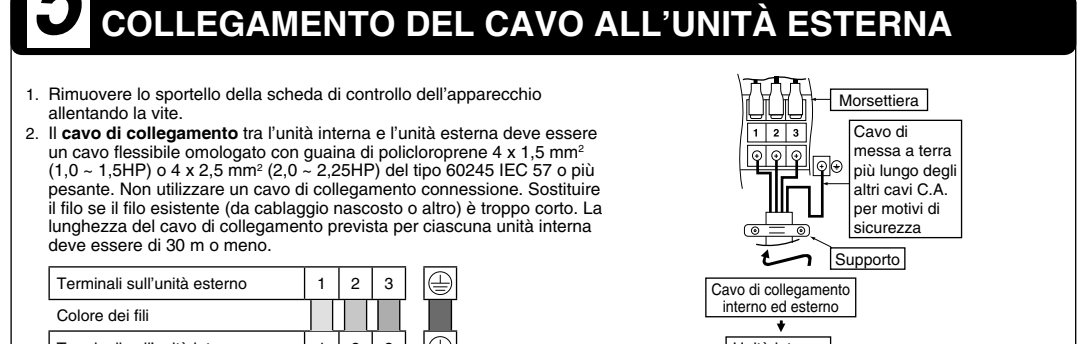 5 COLLEGAMENTO DEL CAVO ALL'UNITÀ ESTERNA
1. Rimuovere lo sportello della scheda di controllo dell'apparecchio
allentando la vite.
2. Il cavo di collegamento tra l'unità interna e l'unità esterna deve essere
un cavo flessibile omologato con guaina di policloroprene 4 x 1,5 mm²
(1,0 ~ 1,5HP) o 4 x 2,5 mm² (2,0 ~ 2,25HP) del tipo 60245 IEC 57 o più
pesante. Non utilizzare un cavo di collegamento connessione. Sostituire
il filo se il filo esistente (da cablaggio nascosto o altro) è troppo corto. La
lunghezza del cavo di collegamento prevista per ciascuna unità interna
deve essere di 30 m o meno.
Terminali sull'unità esterno 1 2 3
Colore dei fili
Morsettiera
1 2 3
Cavo di
messa a terra
più lungo degli
altri cavi C.A.
per motivi di
sicurezza
Supporto
Cavo di collegamento
interno ed esterno